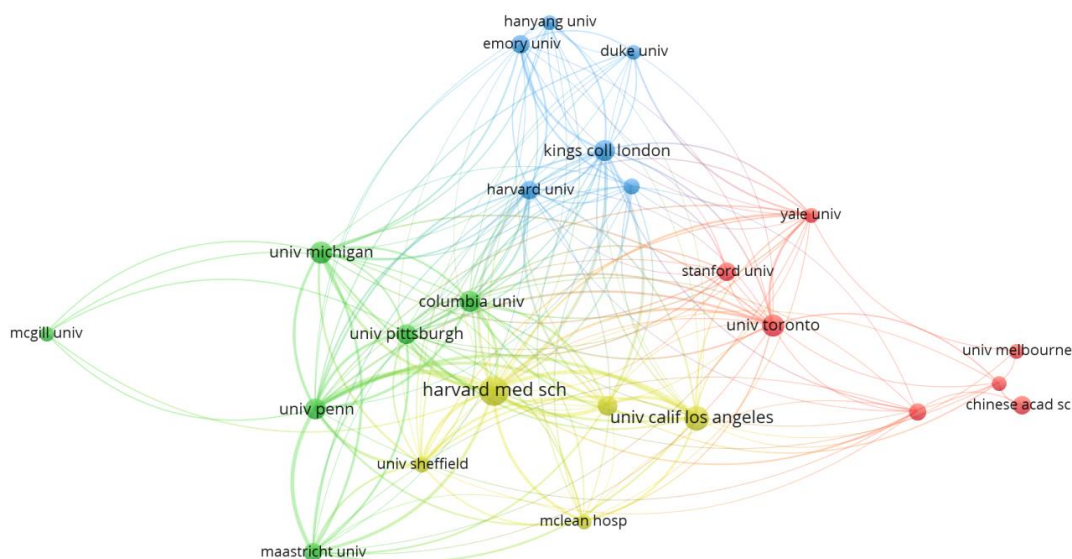 hanyang univ
emory univ
duke univ
kings coll london
harvard univ
yale univ
univ michigan
stanford univ
columbia univ
univ toronto
mcgill univ
univ pittsburgh
univ melbourne
harvard med sch
chinese acad sc
univ penn
univ calif los angeles
univ sheffield
mclean hosp
maastricht univ